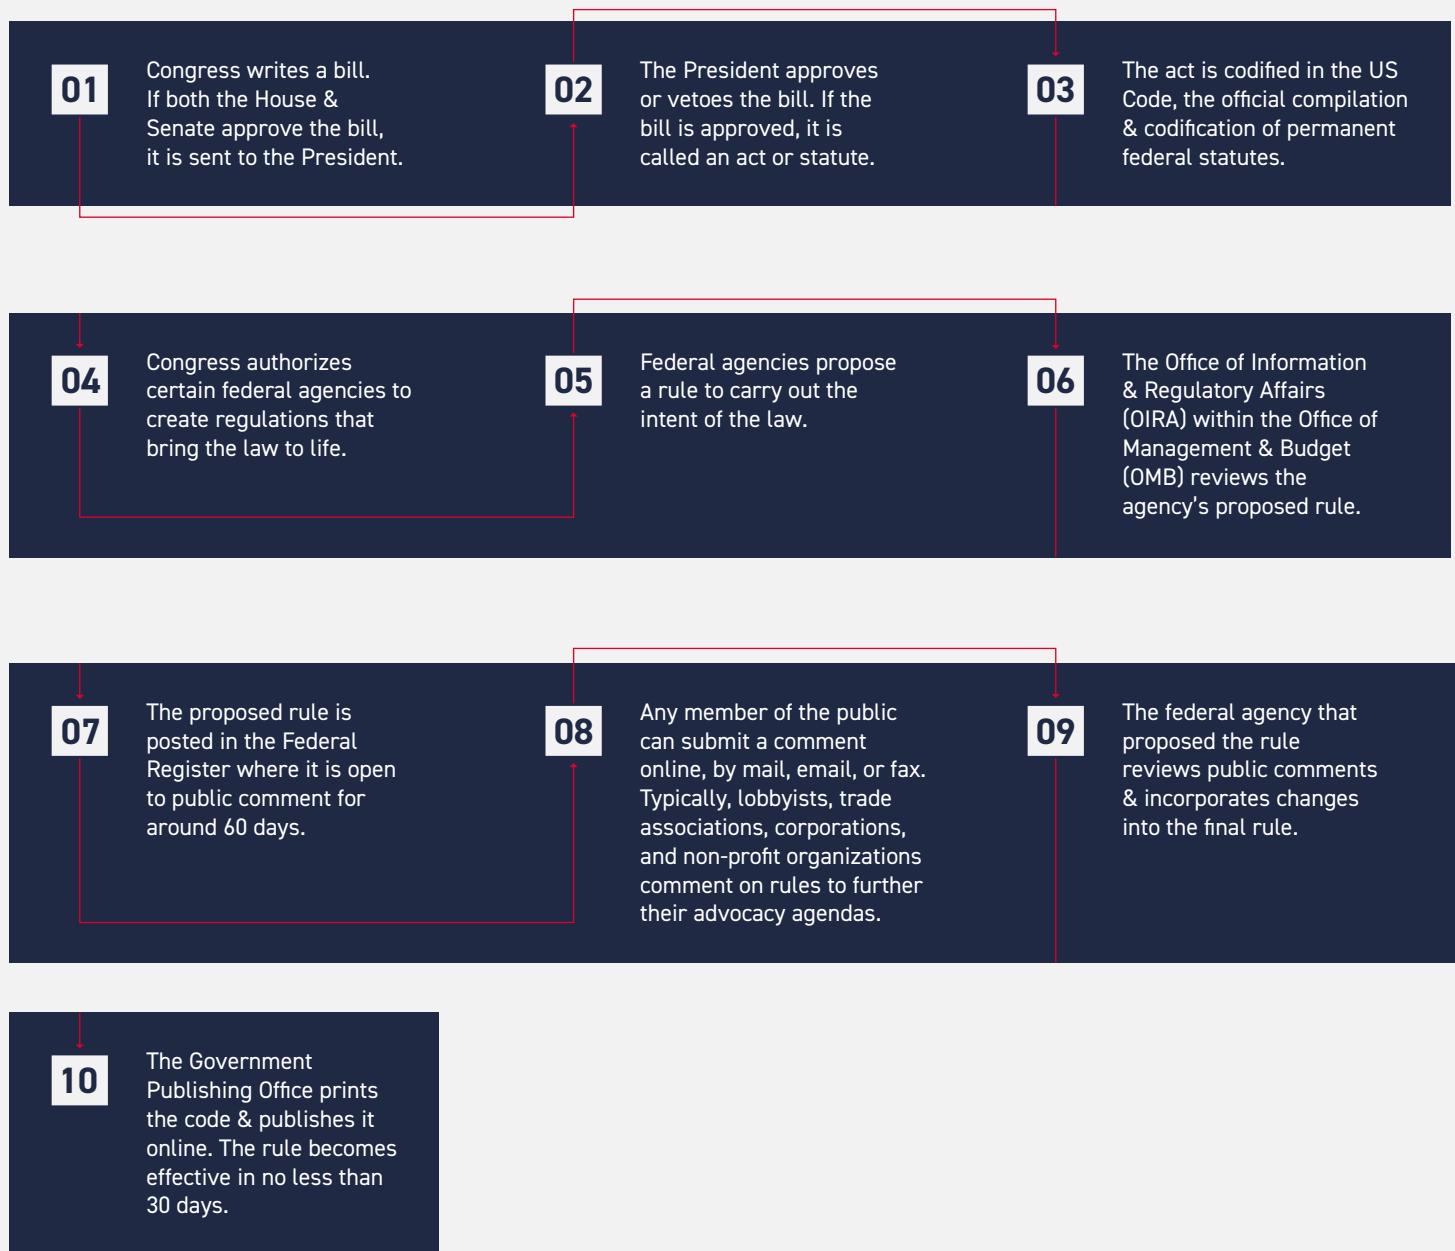 01
Congress writes a bill.
If both the House &
Senate approve the bill,
it is sent to the President.
02
The President approves
or vetoes the bill. If the
bill is approved, it is
called an act or statute.
03
The act is codified in the US
Code, the official compilation
& codification of permanent
federal statutes.
04
Congress authorizes
certain federal agencies to
create regulations that
bring the law to life.
05
Federal agencies propose
a rule to carry out the
intent of the law.
06
The Office of Information
& Regulatory Affairs
(OIRA) within the Office of
Management & Budget
(OMB) reviews the
agency’s proposed rule.
07
The proposed rule is
posted in the Federal
Register where it is open
to public comment for
around 60 days.
08
Any member of the public
can submit a comment
online, by mail, email, or fax.
Typically, lobbyists, trade
associations, corporations,
and non-profit organizations
comment on rules to further
their advocacy agendas.
09
The federal agency that
proposed the rule
reviews public comments
& incorporates changes
into the final rule.
10
The Government
Publishing Office prints
the code & publishes it
online. The rule becomes
effective in no less than
30 days.